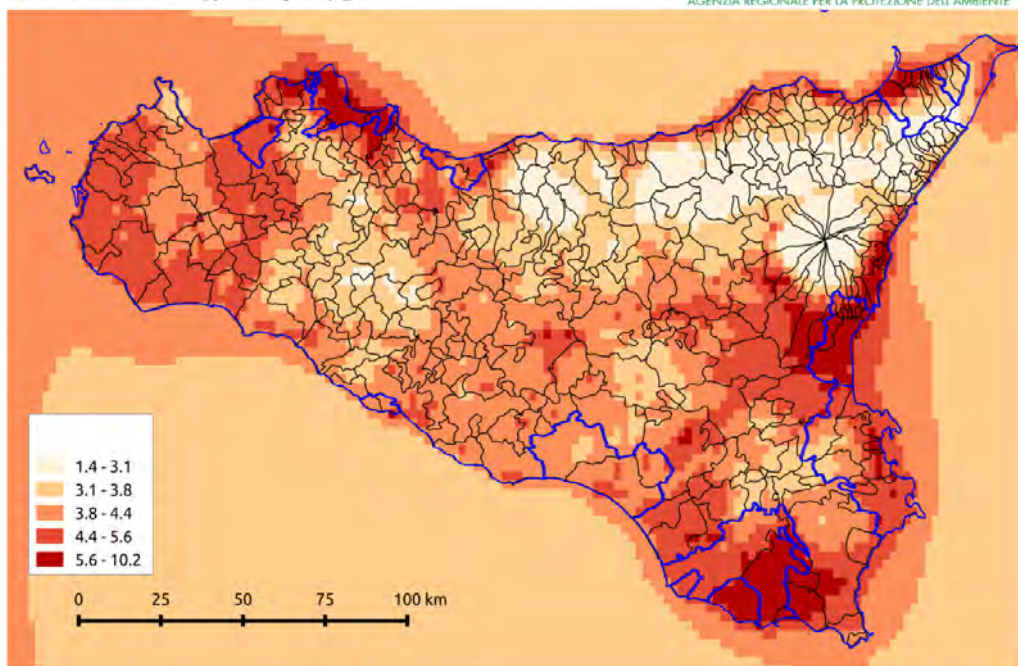 AGENZIA REGIONALE PER LA PROTEZIONE DELL'AMBIENTE
1.4 - 3.1
3.1 - 3.8
3.8 - 4.4
4.4 - 5.6
5.6 - 10.2
0 25 50 75 100 km